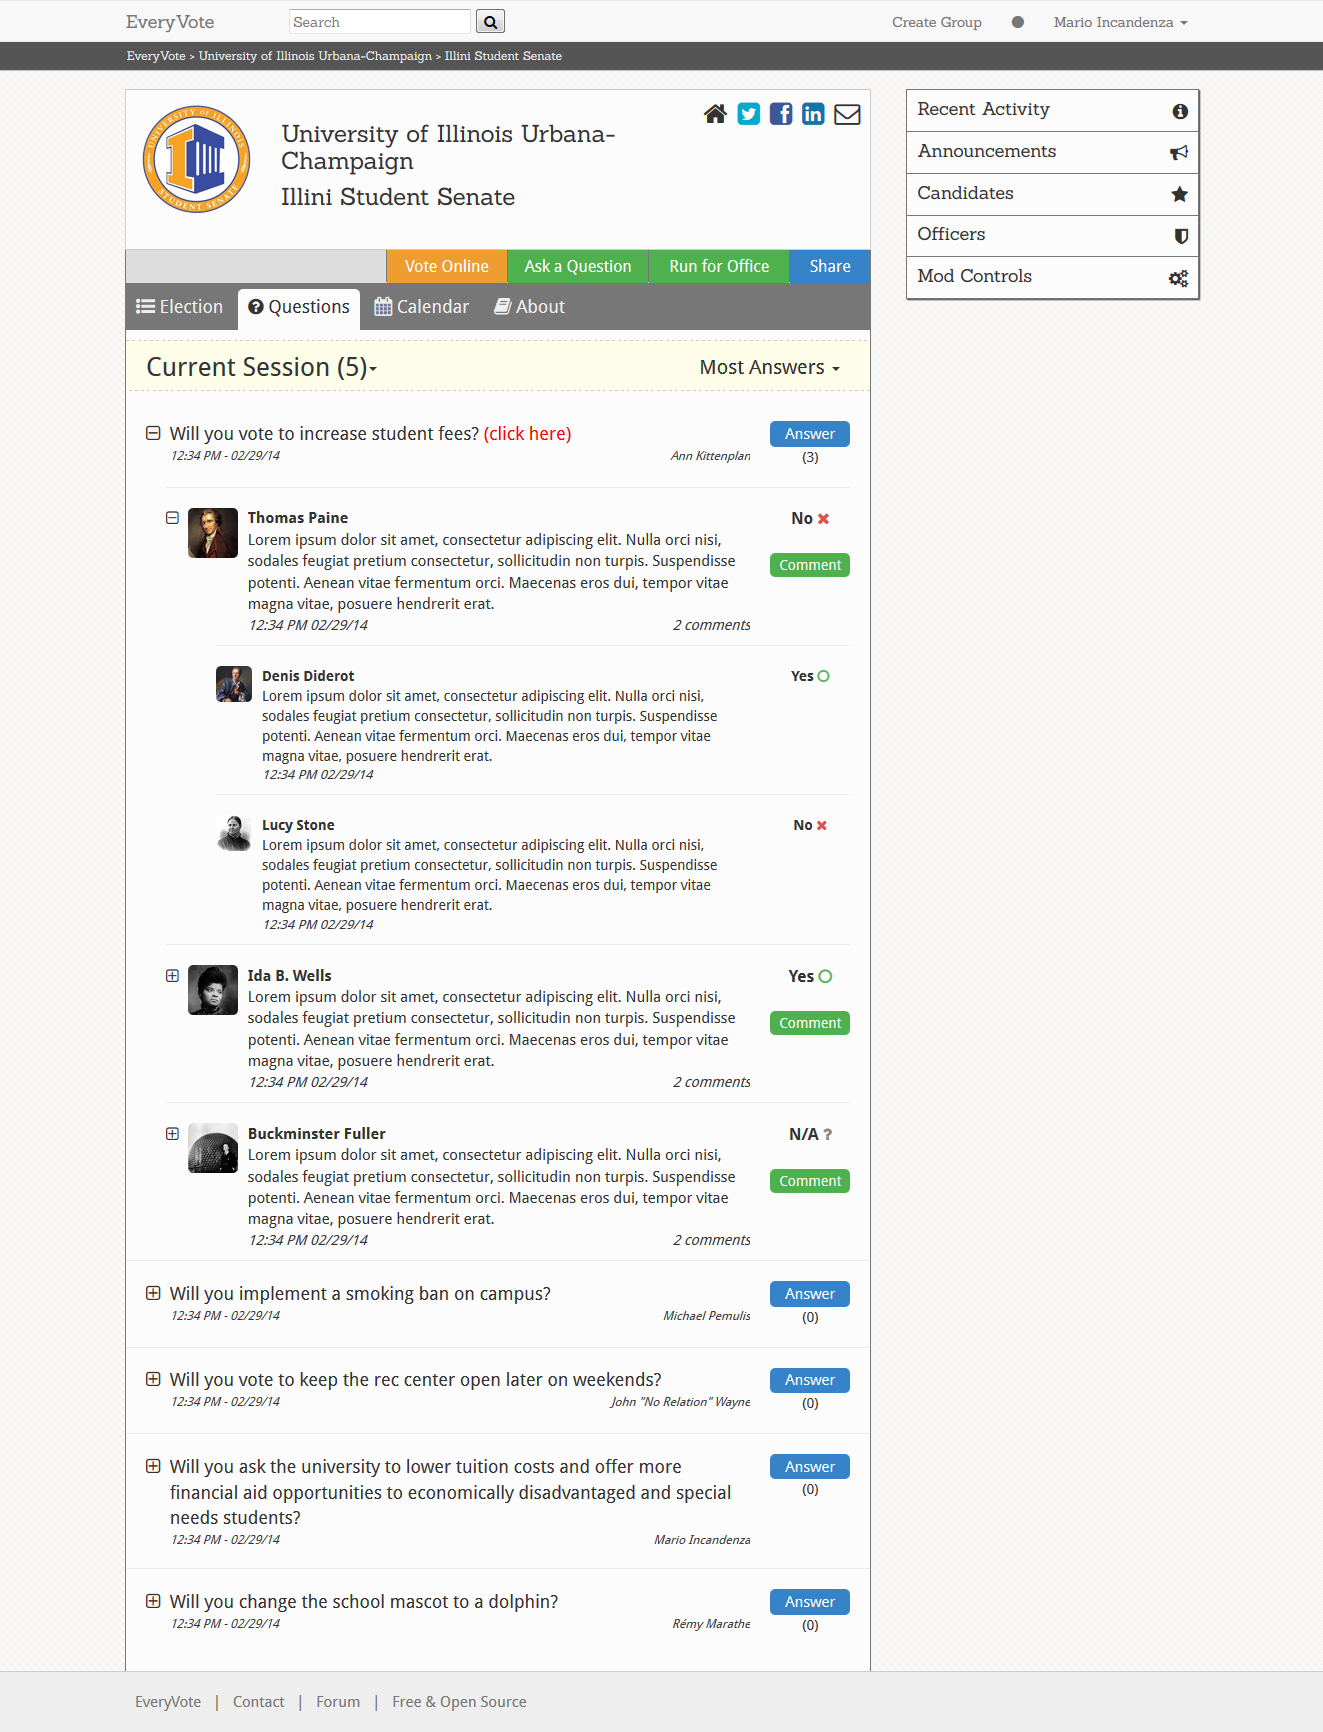 EveryVote
Search
Create Group
Mario Incandenza
EveryVote > University of Illinois Urbana-Champaign > Illini Student Senate
UNIVERSITY OF ILLINOIS
STUDENT SENATE
University of Illinois Urbana-
Champaign
Illini Student Senate
Recent Activity
Announcements
Candidates
Officers
Mod Controls
Vote Online
Ask a Question
Run for Office
Share
Election
Questions
Calendar
About
Current Session (5)
Most Answers
Will you vote to increase student fees? (click here)
Answer
12:34 PM - 02/29/14
Ann Kittenplan
(3)
Thomas Paine
No
Lorem ipsum dolor sit amet, consectetur adipiscing elit. Nulla orci nisi,
sodales feugiat pretium consectetur, sollicitudin non turpis. Suspendisse
Comment
potenti. Aenean vitae fermentum orci. Maecenas eros dui, tempor vitae
magna vitae, posuere hendrerit erat.
12:34 PM 02/29/14
2 comments
Denis Diderot
Yes
Lorem ipsum dolor sit amet, consectetur adipiscing elit. Nulla orci nisi,
sodales feugiat pretium consectetur, sollicitudin non turpis. Suspendisse
potenti. Aenean vitae fermentum orci. Maecenas eros dui, tempor vitae
magna vitae, posuere hendrerit erat.
12:34 PM 02/29/14
Lucy Stone
No
Lorem ipsum dolor sit amet, consectetur adipiscing elit. Nulla orci nisi,
sodales feugiat pretium consectetur, sollicitudin non turpis. Suspendisse
potenti. Aenean vitae fermentum orci. Maecenas eros dui, tempor vitae
magna vitae, posuere hendrerit erat.
12:34 PM 02/29/14
Ida B. Wells
Yes
Lorem ipsum dolor sit amet, consectetur adipiscing elit. Nulla orci nisi,
sodales feugiat pretium consectetur, sollicitudin non turpis. Suspendisse
Comment
potenti. Aenean vitae fermentum orci. Maecenas eros dui, tempor vitae
magna vitae, posuere hendrerit erat.
12:34 PM 02/29/14
2 comments
Buckminster Fuller
N/A ?
Lorem ipsum dolor sit amet, consectetur adipiscing elit. Nulla orci nisi,
sodales feugiat pretium consectetur, sollicitudin non turpis. Suspendisse
Comment
potenti. Aenean vitae fermentum orci. Maecenas eros dui, tempor vitae
magna vitae, posuere hendrerit erat.
12:34 PM 02/29/14
2 comments
Will you implement a smoking ban on campus?
Answer
12:34 PM - 02/29/14
Michael Pemulis
(0)
Will you vote to keep the rec center open later on weekends?
Answer
12:34 PM - 02/29/14
John "No Relation" Wayne
(0)
Will you ask the university to lower tuition costs and offer more
Answer
financial aid opportunities to economically disadvantaged and special
(0)
needs students?
12:34 PM - 02/29/14
Mario Incandenza
Will you change the school mascot to a dolphin?
Answer
12:34 PM - 02/29/14
Rémy Marathe
(0)
EveryVote | Contact | Forum | Free & Open Source